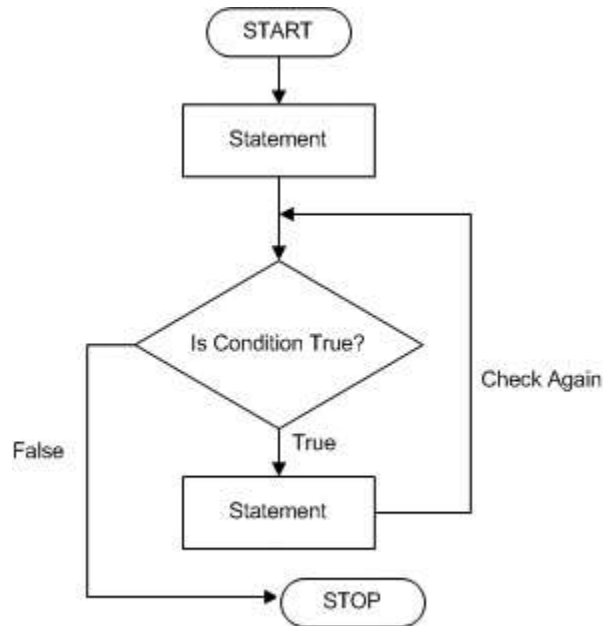 START
Statement
Is Condition True?
Check Again
True
False
Statement
STOP